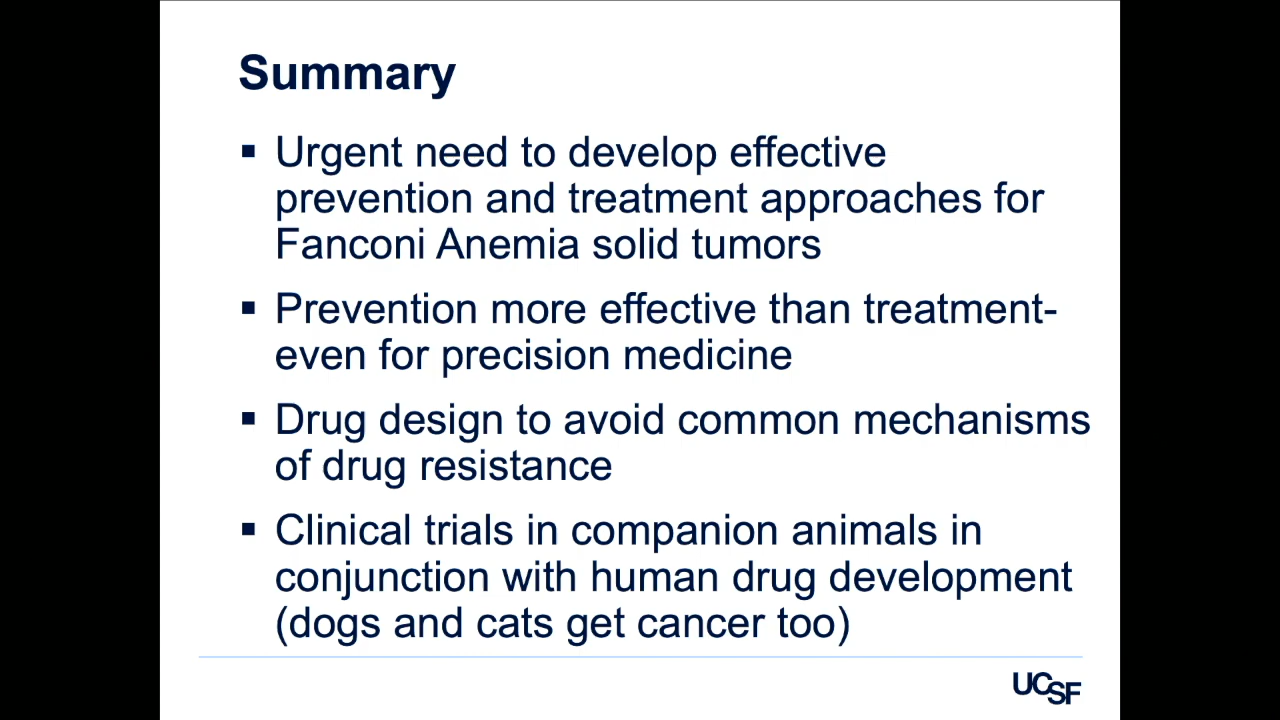 Summary
▪ Urgent need to develop effective
prevention and treatment approaches for
Fanconi Anemia solid tumors
▪ Prevention more effective than treatment-
even for precision medicine
▪ Drug design to avoid common mechanisms
of drug resistance
▪ Clinical trials in companion animals in
conjunction with human drug development
(dogs and cats get cancer too)
UCSF